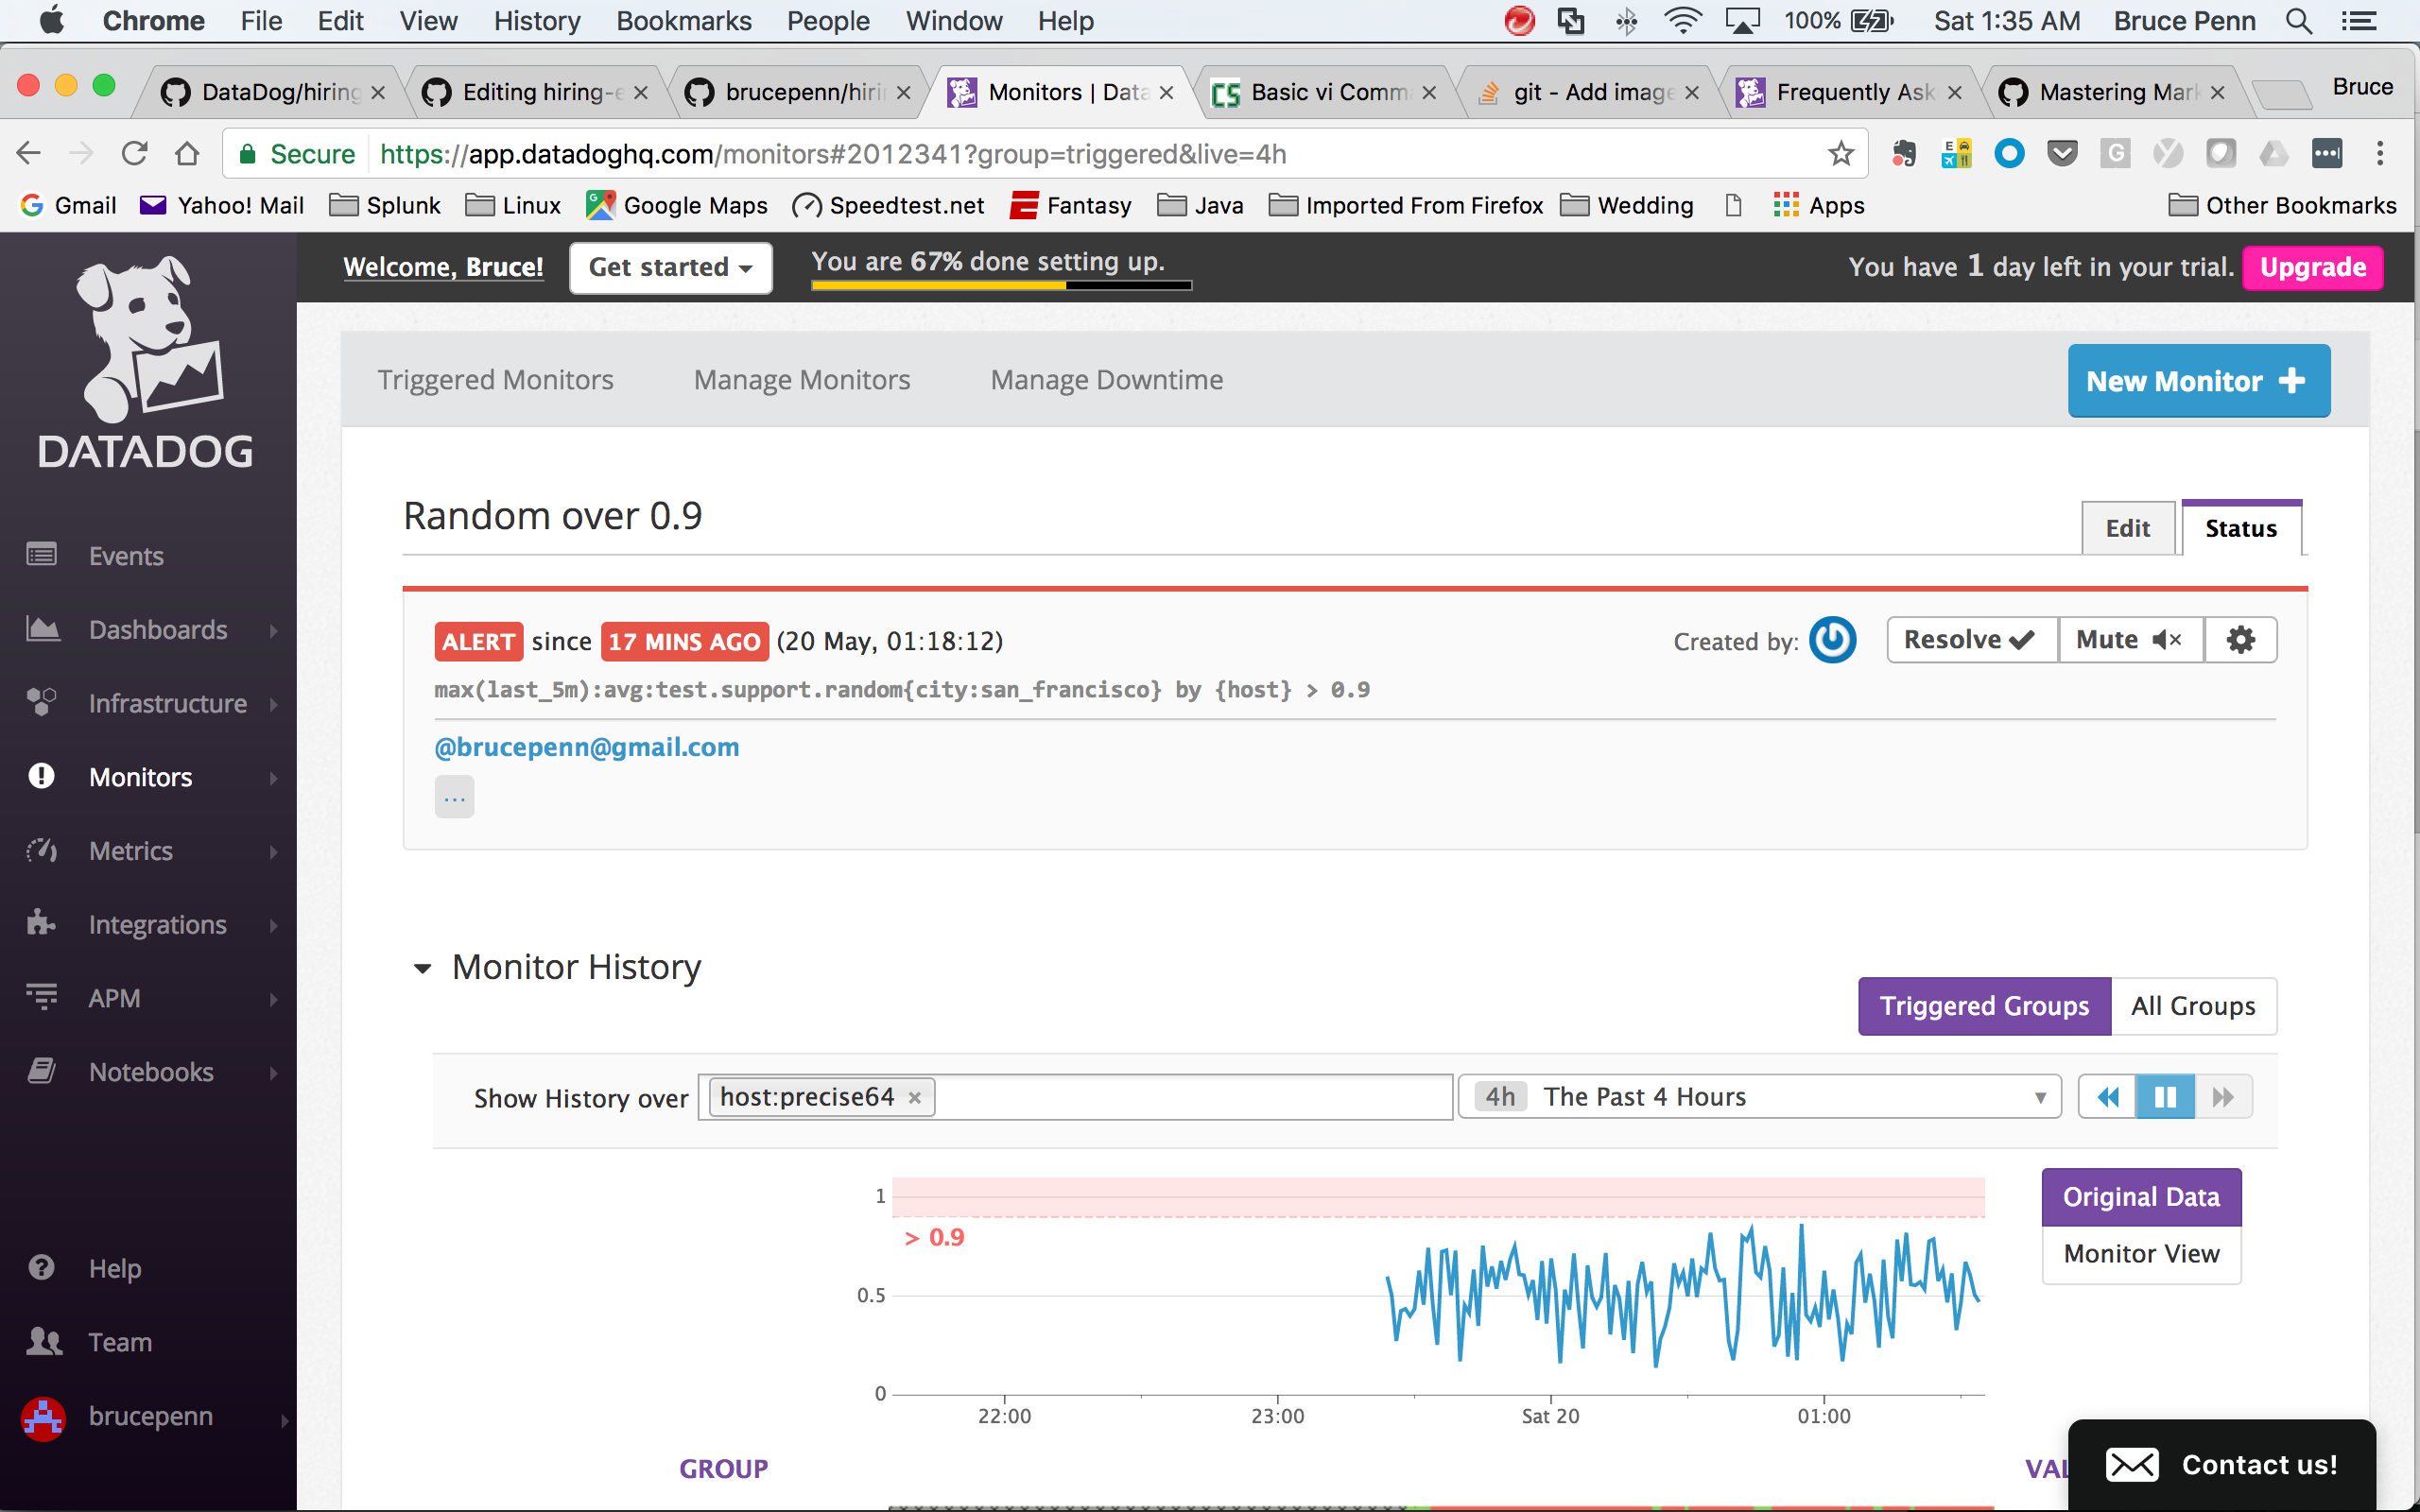 Chrome File Edit View History Bookmarks People Window Help 100% Sat 1:35 AM Bruce Penn
DataDog/hiring Editing hiring-e brucepenn/hirin Monitors | Data Basic vi Comm git - Add image Frequently Ask Mastering Mark Bruce
Secure https://app.datadoghq.com/monitors#2012341?group=triggered&live=4h
Gmail Yahoo! Mail Splunk Linux Google Maps Speedtest.net Fantasy Java Imported From Firefox Wedding Apps Other Bookmarks
Welcome, Bruce! Get started You are 67% done setting up. You have 1 day left in your trial. Upgrade
DATADOG
Events
Dashboards
Infrastructure
Monitors
Metrics
Integrations
APM
Notebooks
Help
Team
brucepenn
Triggered Monitors Manage Monitors Manage Downtime New Monitor +
Random over 0.9 Edit Status
ALERT since 17 MINS AGO (20 May, 01:18:12) Created by: Resolve Mute
max(last_5m):avg:test.support.random{city:san_francisco} by {host} > 0.9
@brucepenn@gmail.com
...
Monitor History
Triggered Groups All Groups
Show History over host:precise64 × 4h The Past 4 Hours
1
> 0.9
0.5
0
22:00 23:00 Sat 20 01:00
Original Data
Monitor View
GROUP
Contact us!